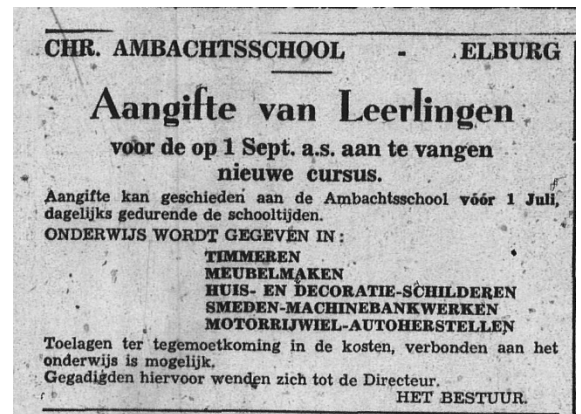 CHR. AMBACHTSSCHOOL - ELBURG
Aangifte van Leerlingen
voor de op 1 Sept. a.s. aan te vangen
nieuwe cursus.
Aangifte kan geschieden aan de Ambachtsschool vóór 1 Juli,
dagelijks gedurende de schooltijden.
ONDERWIJS WORDT GEGEVEN IN:
TIMMEREN
MEUBELMAKEN
HUIS- EN DECORATIE-SCHILDEREN
SMEDEN-MACHINEBANKWERKEN
MOTORRIJWIEL-AUTOHERSTELLEN
Toelagen ter tegemoetkoming in de kosten, verbonden aan het
onderwijs is mogelijk.
Gegadigden hiervoor wenden zich tot de Directeur.
HET BESTUUR.